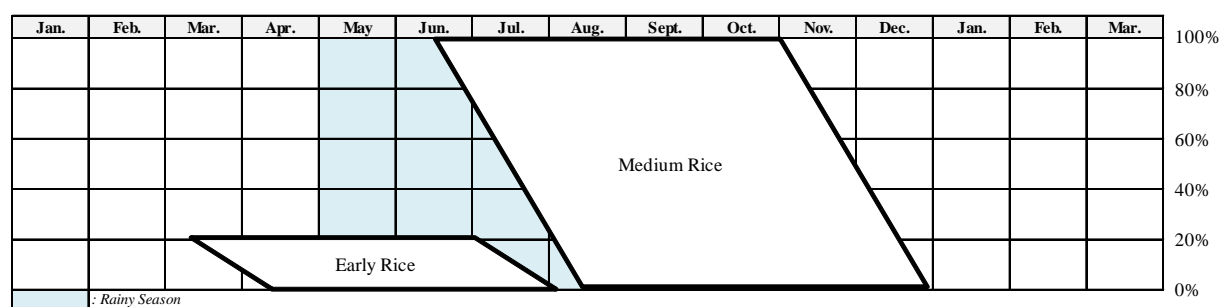 Jan. Feb. Mar. Apr. May Jun. Jul. Aug. Sept. Oct. Nov. Dec. Jan. Feb. Mar.
100%
80%
60%
Medium Rice
40%
20%
Early Rice
0%
: Rainy Season